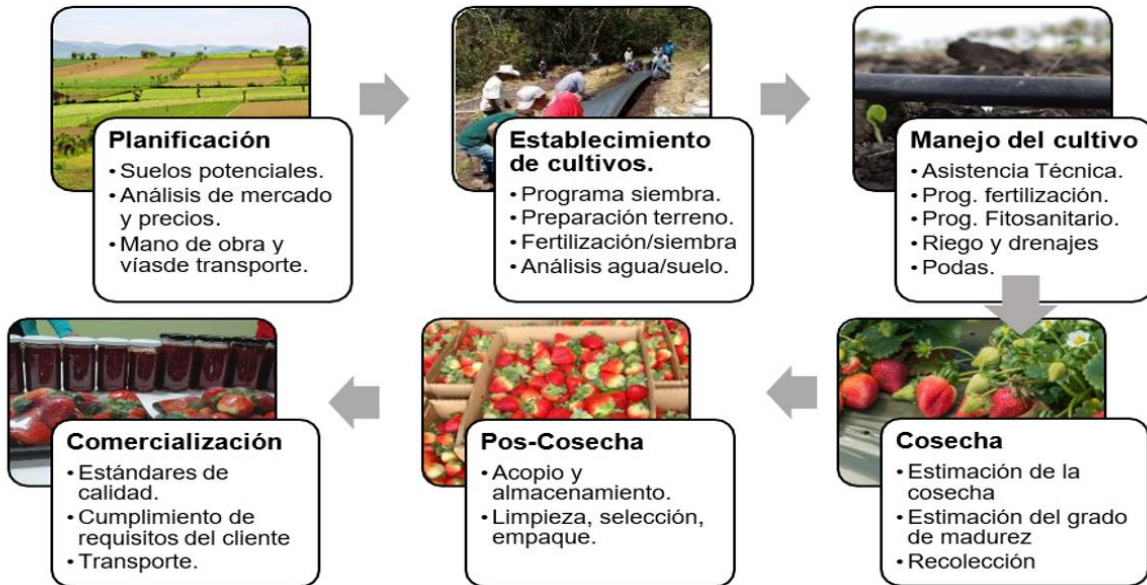 Planificación
• Suelos potenciales.
• Análisis de mercado
y precios.
• Mano de obra y
víasde transporte.
Establecimiento
de cultivos.
• Programa siembra.
• Preparación terreno.
• Fertilización/siembra
• Análisis agua/suelo.
Manejo del cultivo
• Asistencia Técnica.
• Prog. fertilización.
• Prog. Fitosanitario.
• Riego y drenajes
• Podas.
Cosecha
• Estimación de la
cosecha
• Estimación del grado
de madurez
• Recolección
Pos-Cosecha
• Acopio y
almacenamiento.
• Limpieza, selección,
empaque.
Comercialización
• Estándares de
calidad.
• Cumplimiento de
requisitos del cliente
• Transporte.